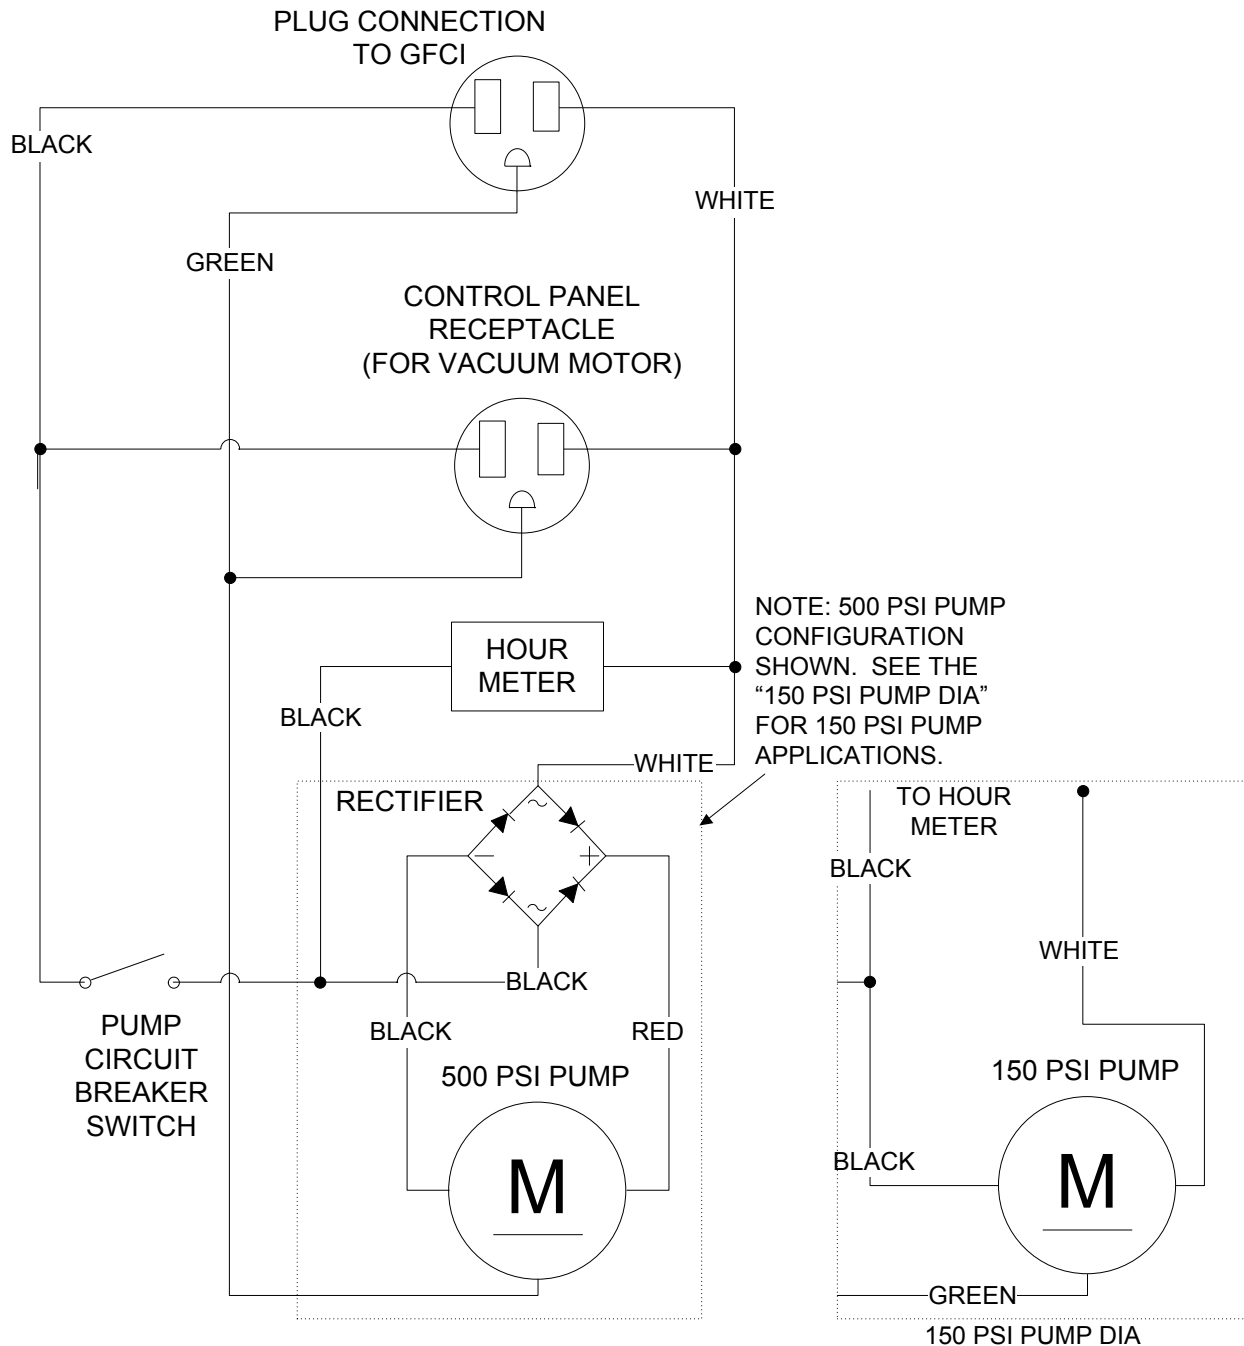 PLUG CONNECTION
TO GFCI
BLACK
WHITE
GREEN
CONTROL PANEL
RECEPTACLE
(FOR VACUUM MOTOR)
NOTE: 500 PSI PUMP
CONFIGURATION
SHOWN. SEE THE
“150 PSI PUMP DIA”
FOR 150 PSI PUMP
APPLICATIONS.
HOUR
METER
BLACK
WHITE
RECTIFIER
TO HOUR
METER
BLACK
WHITE
BLACK
PUMP
CIRCUIT
BREAKER
SWITCH
BLACK
RED
500 PSI PUMP
M
150 PSI PUMP
BLACK
M
GREEN
150 PSI PUMP DIA